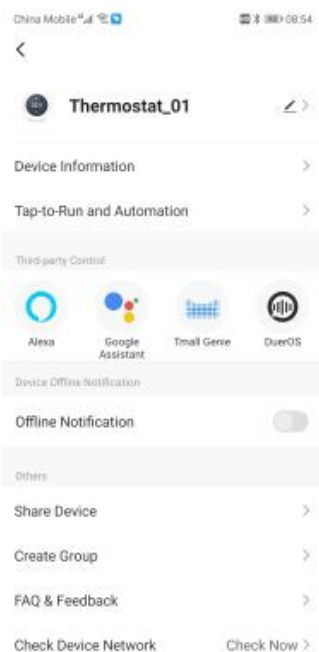 China Mobile 08:54
Thermostat_01
Device Information
Tap-to-Run and Automation
Third-party Control
Alexa
Google Assistant
Tmall Genie
DuerOS
Device Offline Notification
Offline Notification
Others
Share Device
Create Group
FAQ & Feedback
Check Device Network Check Now